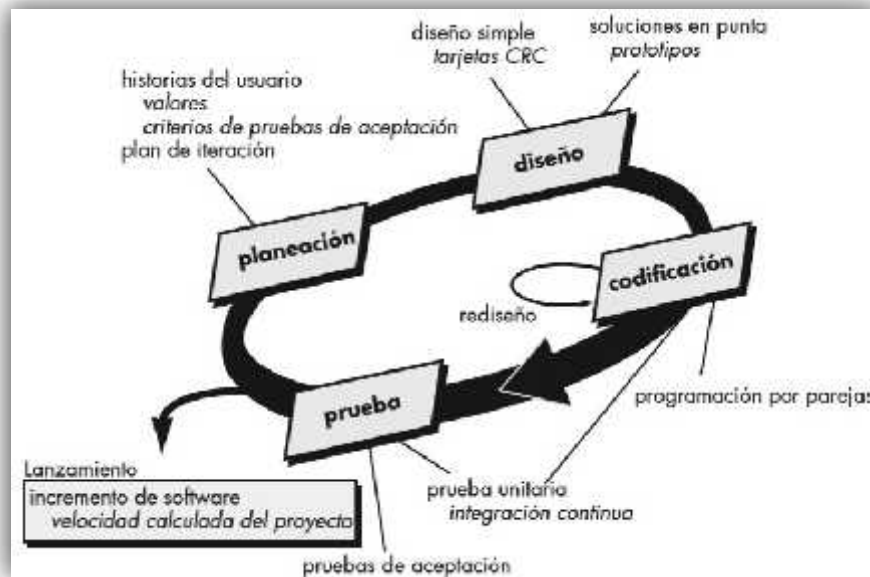 diseño simple
tarjetas CRC
soluciones en punta
prototipos
historias del usuario
valores
criterios de pruebas de aceptación
plan de iteración
diseño
planeación
codificación
rediseño
programación por parejas
prueba
Lanzamiento
incremento de software
velocidad calculada del proyecto
prueba unitaria
integración continua
pruebas de aceptación